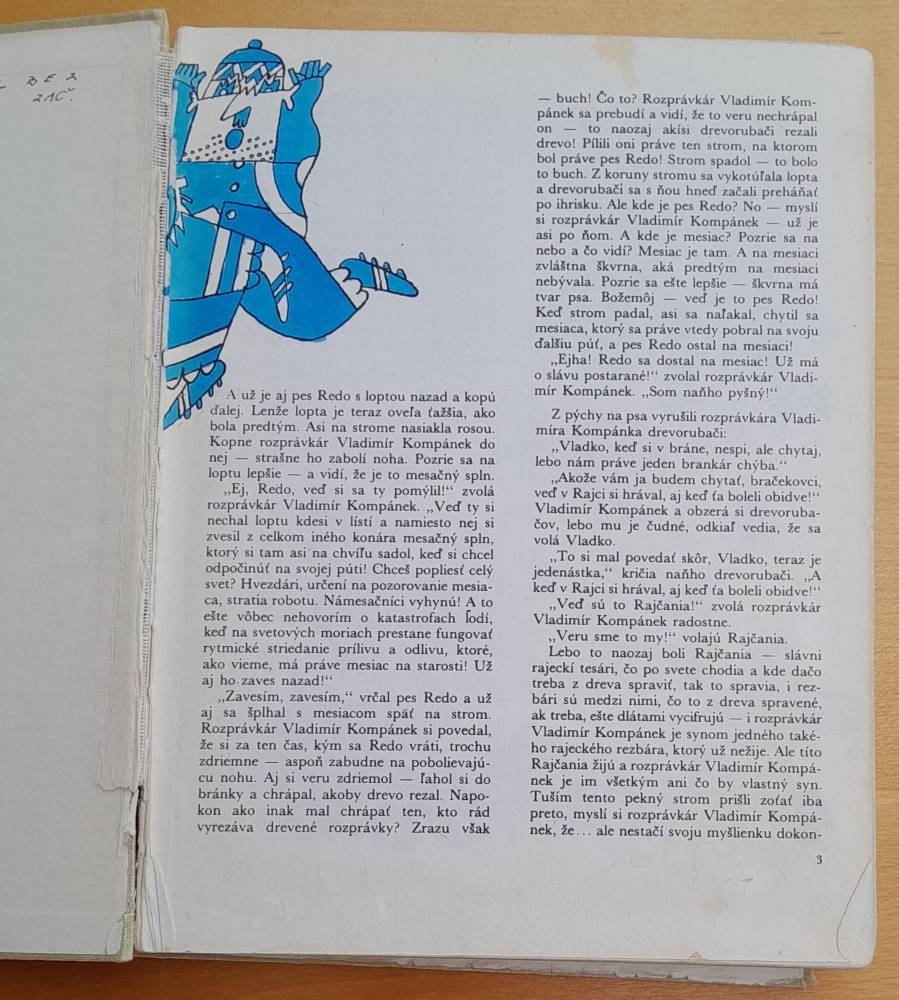 BEZ
ZAČ.
A už je aj pes Redo s loptou nazad a kopú
ďalej. Lenže lopta je teraz oveľa ťažšia, ako
bola predtým. Asi na strome nasiakla rosou.
Kopne rozprávkár Vladimír Kompánek do
nej — strašne ho zabolí noha. Pozrie sa na
loptu lepšie — a vidí, že je to mesačný spln.
„Ej, Redo, veď si sa ty pomýlil!“ zvolá
rozprávkár Vladimír Kompánek. „Veď ty si
nechal loptu kdesi v lístí a namiesto nej si
zvesil z celkom iného konára mesačný spln,
ktorý si tam asi na chvíľu sadol, keď si chcel
odpočinúť na svojej púti! Chceš popliesť celý
svet? Hvezdári, určení na pozorovanie mesia-
ca, stratia robotu. Námesačníci vyhynú! A to
ešte vôbec nehovorím o katastrofach ĺodí,
keď na svetových moriach prestane fungovať
rytmické striedanie prílivu a odlivu, ktoré,
ako vieme, má práve mesiac na starosti! Už
aj ho zaves nazad!“
„Zavesím, zavesím,“ vrčal pes Redo a už
aj sa šplhal s mesiacom späť na strom.
Rozprávkár Vladimír Kompánek si povedal,
že si za ten čas, kým sa Redo vráti, trochu
zdriemne — aspoň zabudne na pobolievajú-
cu nohu. Aj si veru zdriemol — ľahol si do
bránky a chrápal, akoby drevo rezal. Napo-
kon ako inak mal chrápať ten, kto rád
vyrezáva drevené rozprávky? Zrazu však
— buch! Čo to? Rozprávkár Vladimír Kom-
pánek sa prebudí a vidí, že to veru nechrápal
on — to naozaj akísi drevorubači rezali
drevo! Pílili oni práve ten strom, na ktorom
bol práve pes Redo! Strom spadol — to bolo
to buch. Z koruny stromu sa vykotúľala lopta
a drevorubači sa s ňou hneď začali preháňať
po ihrisku. Ale kde je pes Redo? No — myslí
si rozprávkár Vladimír Kompánek — už je
asi po ňom. A kde je mesiac? Pozrie sa na
nebo a čo vidí? Mesiac je tam. A na mesiaci
zvláštna škvrna, aká predtým na mesiaci
nebývala. Pozrie sa ešte lepšie — škvrna má
tvar psa. Božemôj — veď je to pes Redo!
Keď strom padal, asi sa naľakal, chytil sa
mesiaca, ktorý sa práve vtedy pobral na svoju
ďalšiu púť, a pes Redo ostal na mesiaci!
„Ejha! Redo sa dostal na mesiac! Už má
o slávu postarané!“ zvolal rozprávkár Vladi-
mír Kompánek. „Som naňho pyšný!“
Z pýchy na psa vyrušili rozprávkára Vladi-
míra Kompánka drevorubači:
„Vladko, keď si v bráne, nespi, ale chytaj,
lebo nám práve jeden brankár chýba.“
„Akože vám ja budem chytať, bračekovci,
veď v Rajci si hrával, aj keď ťa boleli obidve!“
Vladimír Kompánek a obzerá si drevoruba-
čov, lebo mu je čudné, odkiaľ vedia, že sa
volá Vladko.
„To si mal povedať skôr, Vladko, teraz je
jedenástka,“ kričia naňho drevorubači. „A
keď v Rajci si hrával, aj keď ťa boleli obidve!“
„Veď sú to Rajčania!“ zvolá rozprávkár
Vladimír Kompánek radostne.
„Veru sme to my!“ volajú Rajčania.
Lebo to naozaj boli Rajčania — slávni
rajeckí tesári, čo po svete chodia a kde dačo
treba z dreva spraviť, tak to spravia, i rez-
bári sú medzi nimi, čo to z dreva spravené,
ak treba, ešte dlátami vycifrujú — i rozprávkár
Vladimír Kompánek je synom jedného také-
ho rajeckého rezbára, ktorý už nežije. Ale títo
Rajčania žijú a rozprávkár Vladimír Kompá-
nek je im všetkým ani čo by vlastný syn.
Tuším tento pekný strom prišli zoťať iba
preto, myslí si rozprávkár Vladimír Kompá-
nek, že... ale nestačí svoju myšlienku dokon-
3